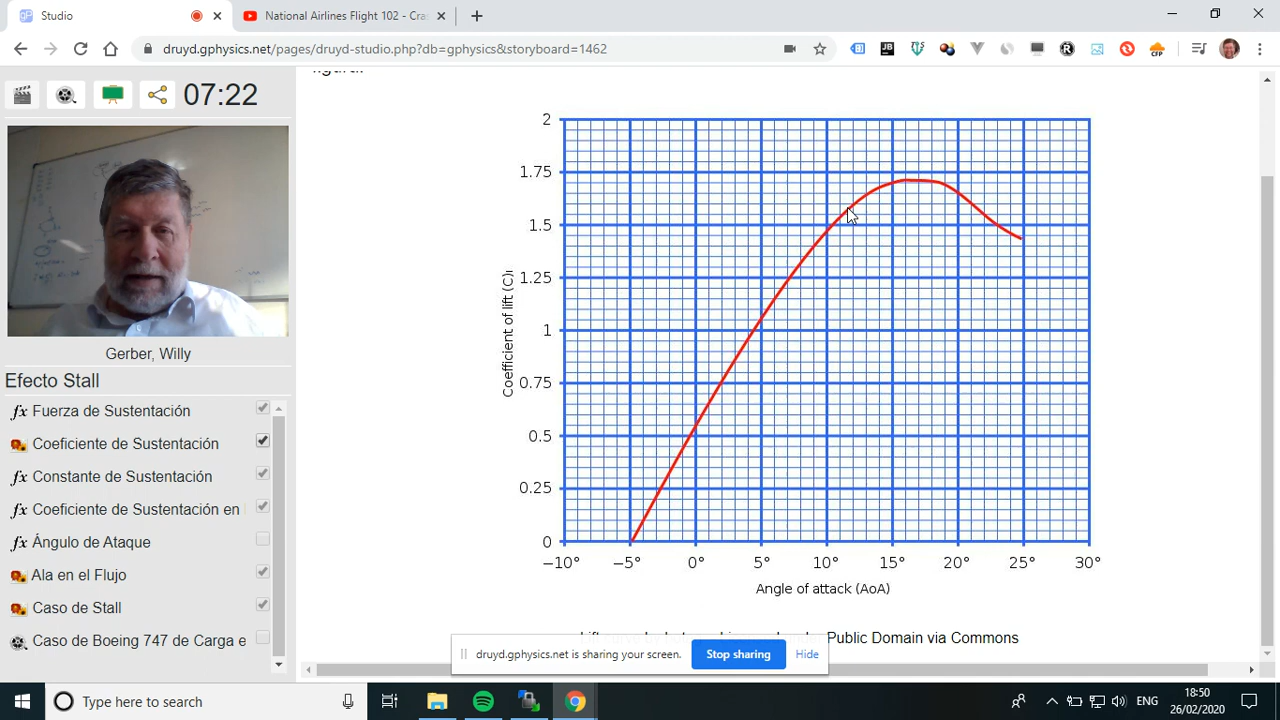 Studio
National Airlines Flight 102 - Cra
druyd.gphysics.net/pages/druyd-studio.php?db=gphysics&storyboard=1462
07:22
figura.
Gerber, Willy
Efecto Stall
fx Fuerza de Sustentación
Coeficiente de Sustentación
fx Constante de Sustentación
fx Coeficiente de Sustentación en
fx Ángulo de Ataque
Ala en el Flujo
Caso de Stall
Caso de Boeing 747 de Carga e
2
1.75
1.5
1.25
1
0.75
0.5
0.25
0
Coefficient of lift (C)l
−10° −5° 0° 5° 10° 15° 20° 25° 30°
Angle of attack (AoA)
Public Domain via Commons
druyd.gphysics.net is sharing your screen. Stop sharing Hide
Type here to search
ENG
18:50
26/02/2020